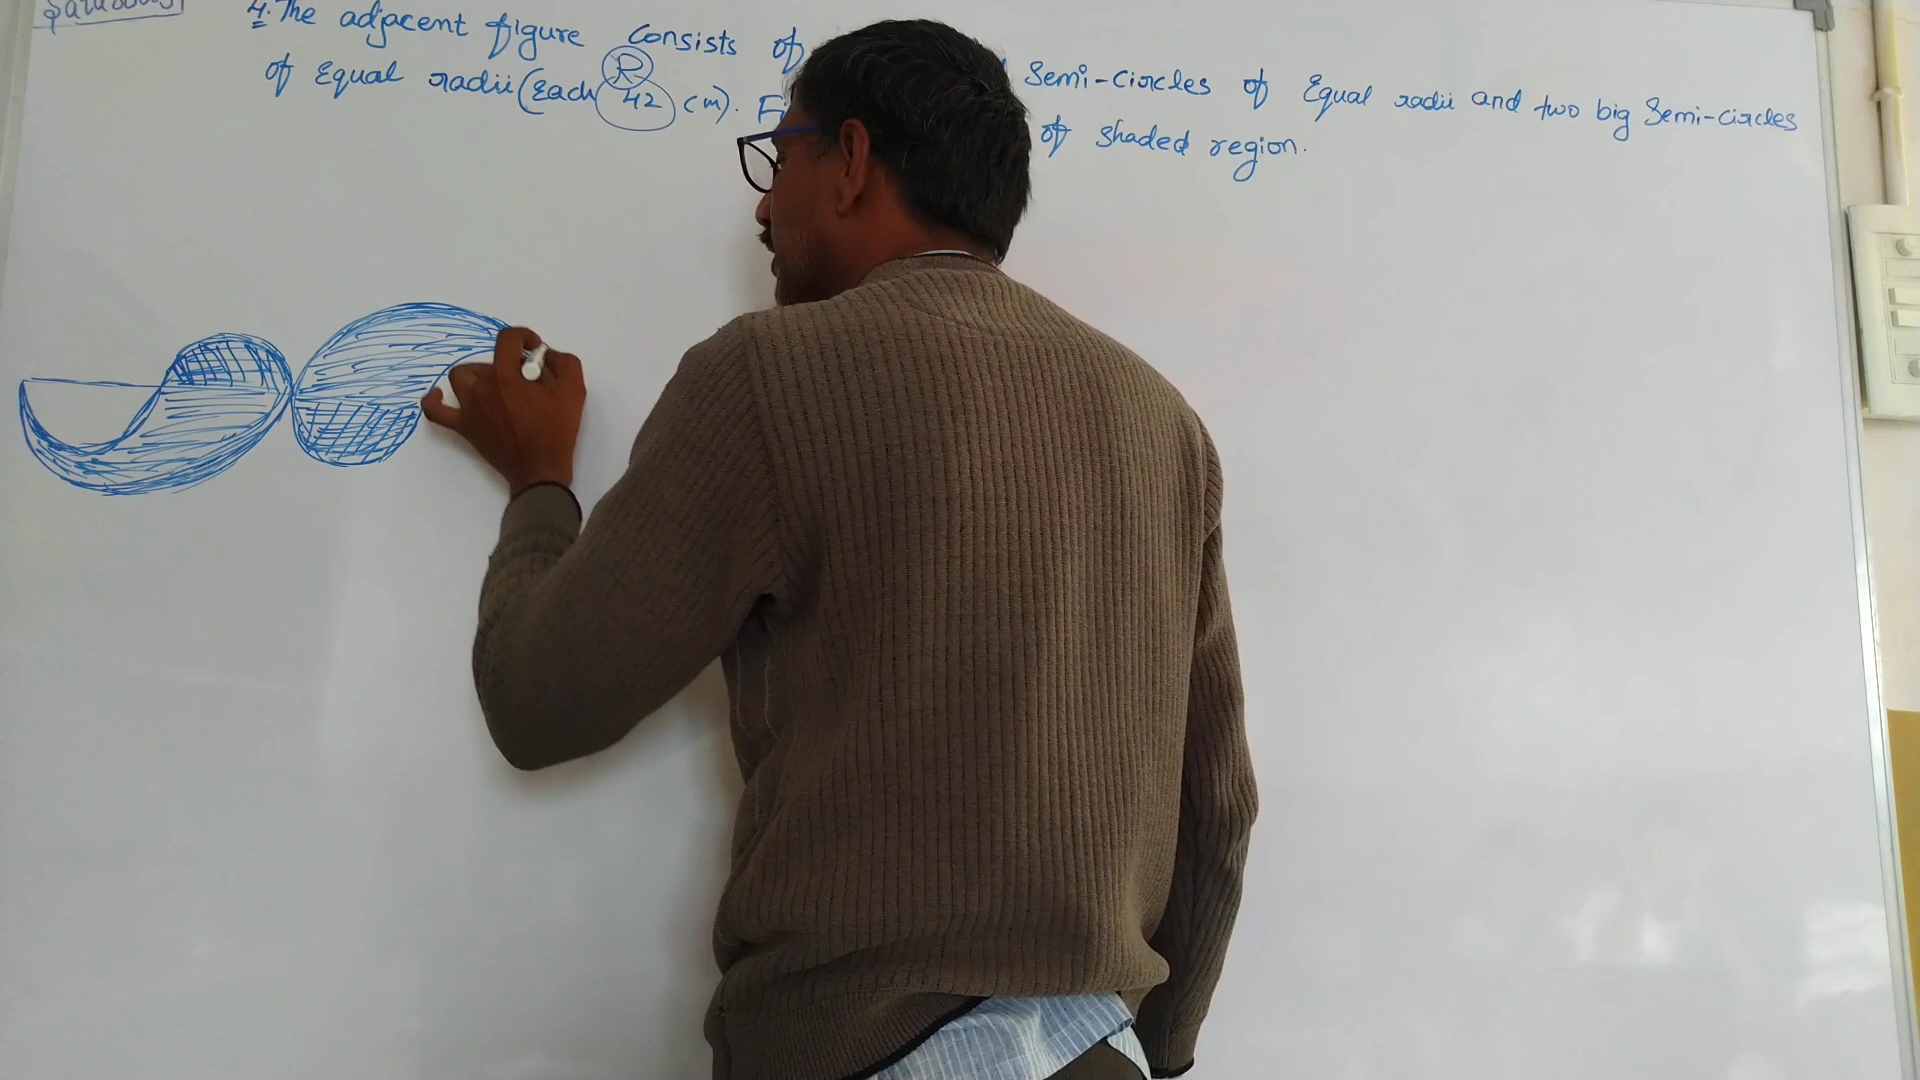 4. The adjacent figure consists of Semi-circles of Equal radii and two big Semi-circles
of Equal radii (Each R 42 cm). of shaded region.